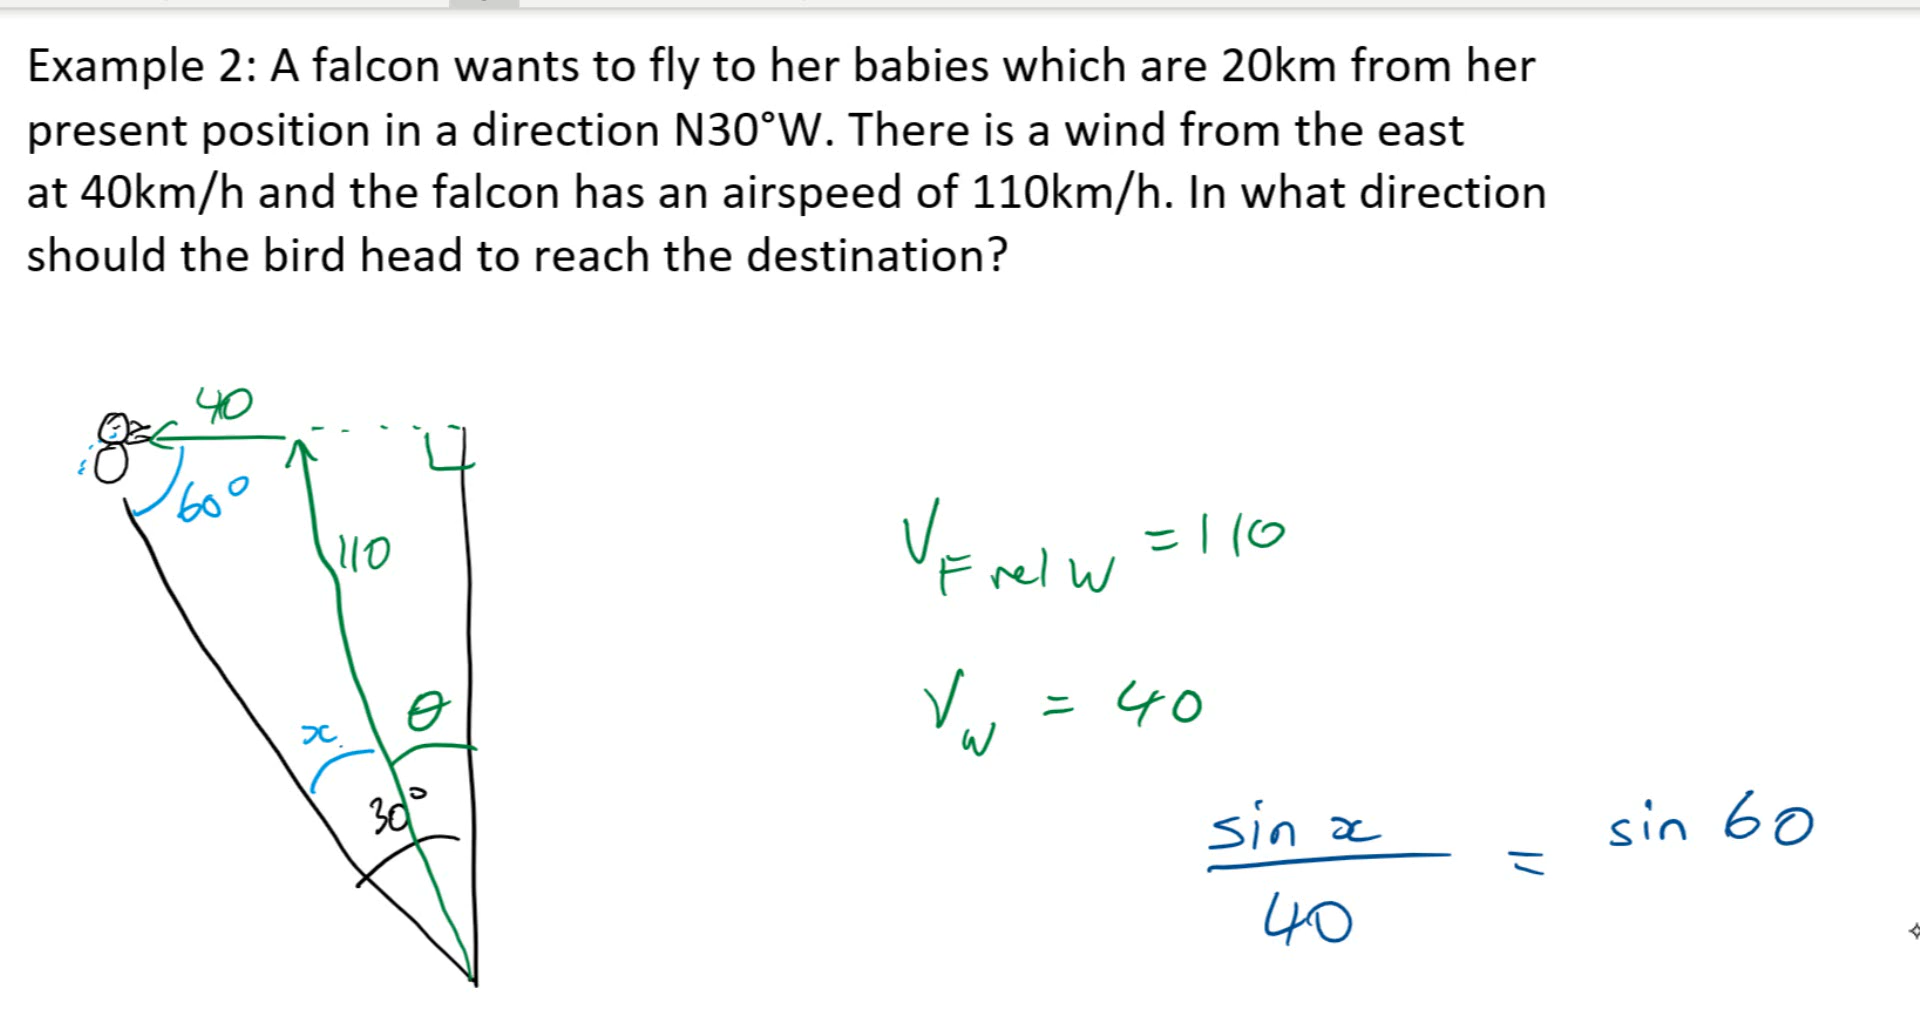 Example 2: A falcon wants to fly to her babies which are 20km from her
present position in a direction N30°W. There is a wind from the east
at 40km/h and the falcon has an airspeed of 110km/h. In what direction
should the bird head to reach the destination?
40
60°
110
V F rel W = 110
θ
x
V w = 40
30°
sin x / 40 = sin 60